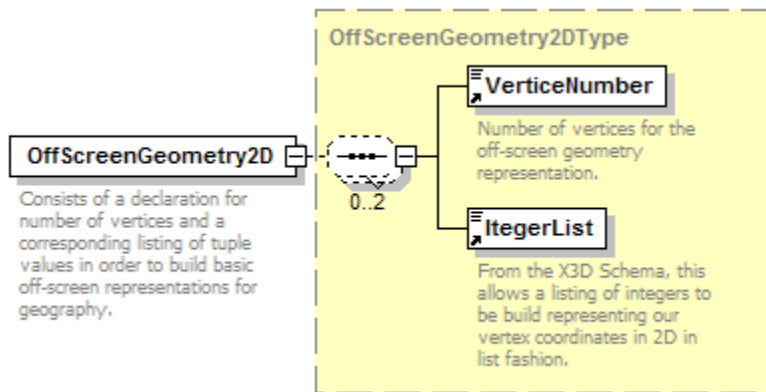 OffScreenGeometry2DType
VerticeNumber
Number of vertices for the
off-screen geometry
representation.
OffScreenGeometry2D
0..2
Consists of a declaration for
number of vertices and a
corresponding listing of tuple
values in order to build basic
off-screen representations for
geography.
ItegerList
From the X3D Schema, this
allows a listing of integers to
be build representing our
vertex coordinates in 2D in
list fashion.